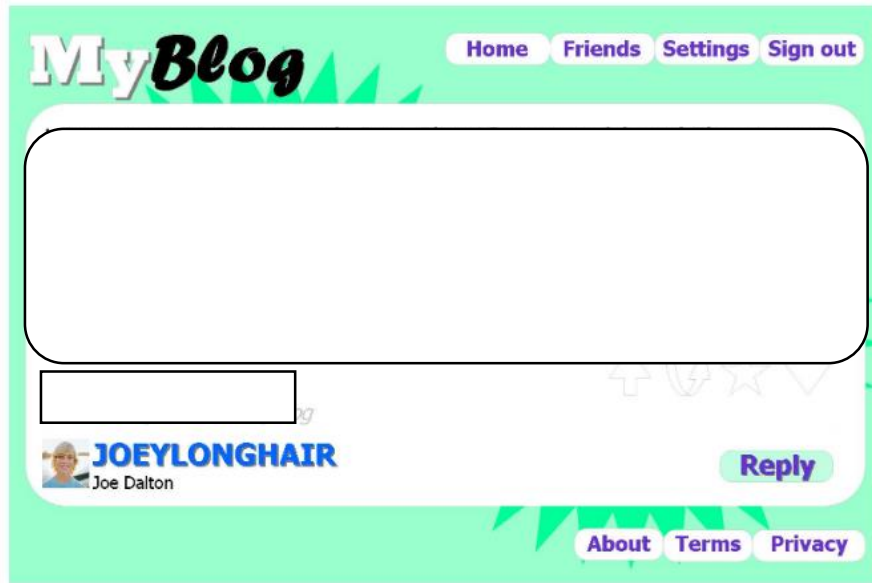 MyBlog
Home Friends Settings Sign out
JOEYLONGHAIR
Joe Dalton
Reply
About Terms Privacy